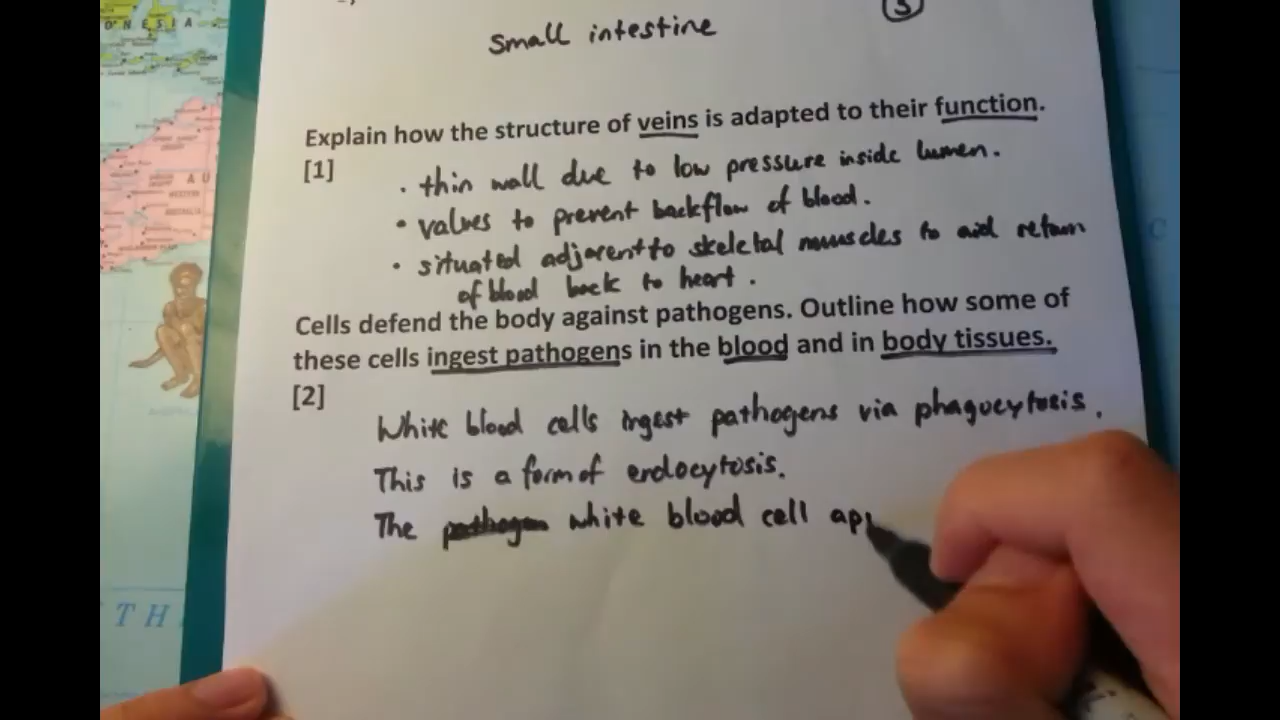 ONESIA
3
small intestine
Explain how the structure of veins is adapted to their function.
[1]
• thin wall due to low pressure inside lumen.
• valves to prevent backflow of blood.
• situated adjacent to skeletal muscles to aid return
of blood back to heart.
Cells defend the body against pathogens. Outline how some of
these cells ingest pathogens in the blood and in body tissues.
[2]
White blood cells ingest pathogens via phagocytosis.
This is a form of endocytosis.
The pathogen white blood cell app
A U
TH
C